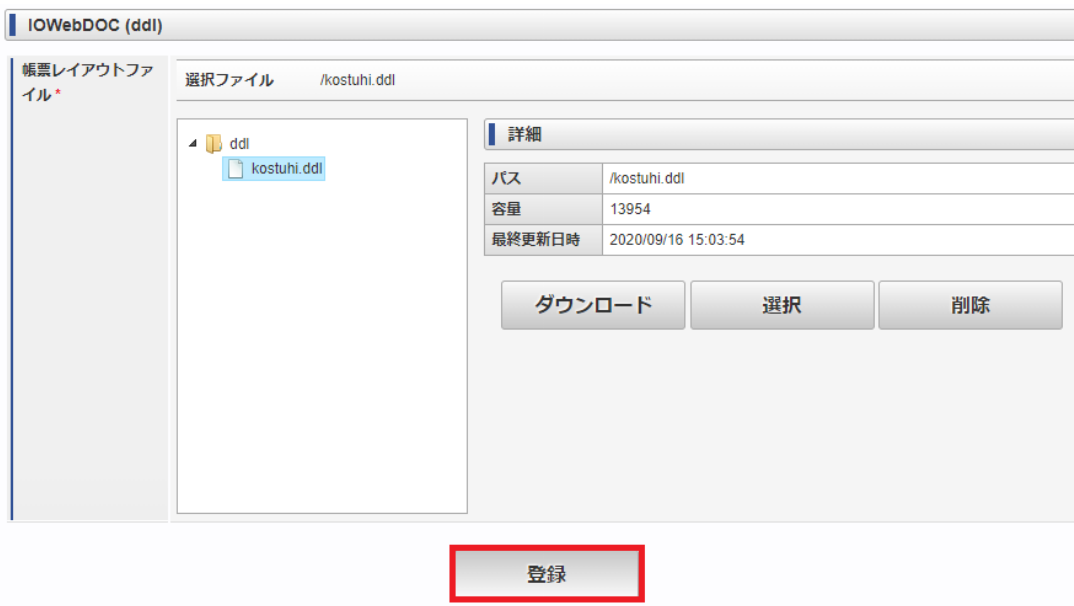 IOWebDOC (ddl)
帳票レイアウトファ
イル*
選択ファイル /kostuhi.ddl
ddl
kostuhi.ddl
詳細
パス /kostuhi.ddl
容量 13954
最終更新日時 2020/09/16 15:03:54
ダウンロード 選択 削除
登録